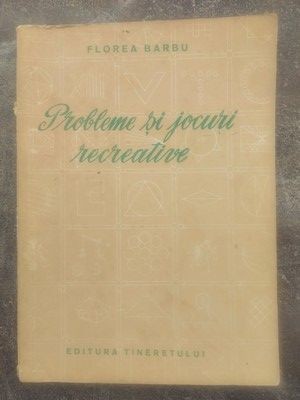 FLOREA BARBU
Probleme și jocuri
recreative
EDITURA TINERETULUI